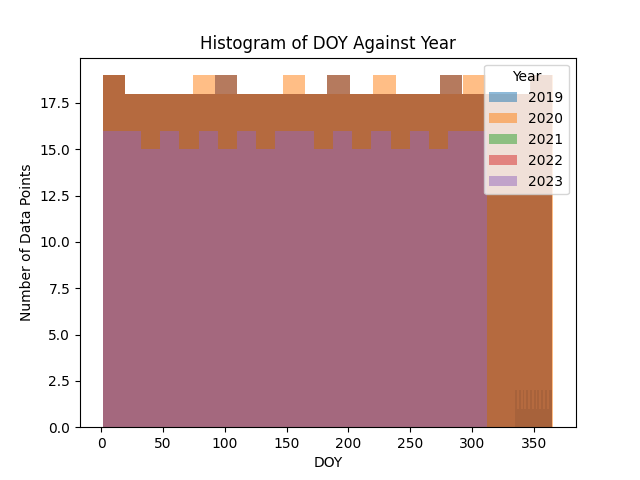 Histogram of DOY Against Year
Year
2019
2020
2021
2022
2023
Number of Data Points
17.5
15.0
12.5
10.0
7.5
5.0
2.5
0.0
0 50 100 150 200 250 300 350
DOY